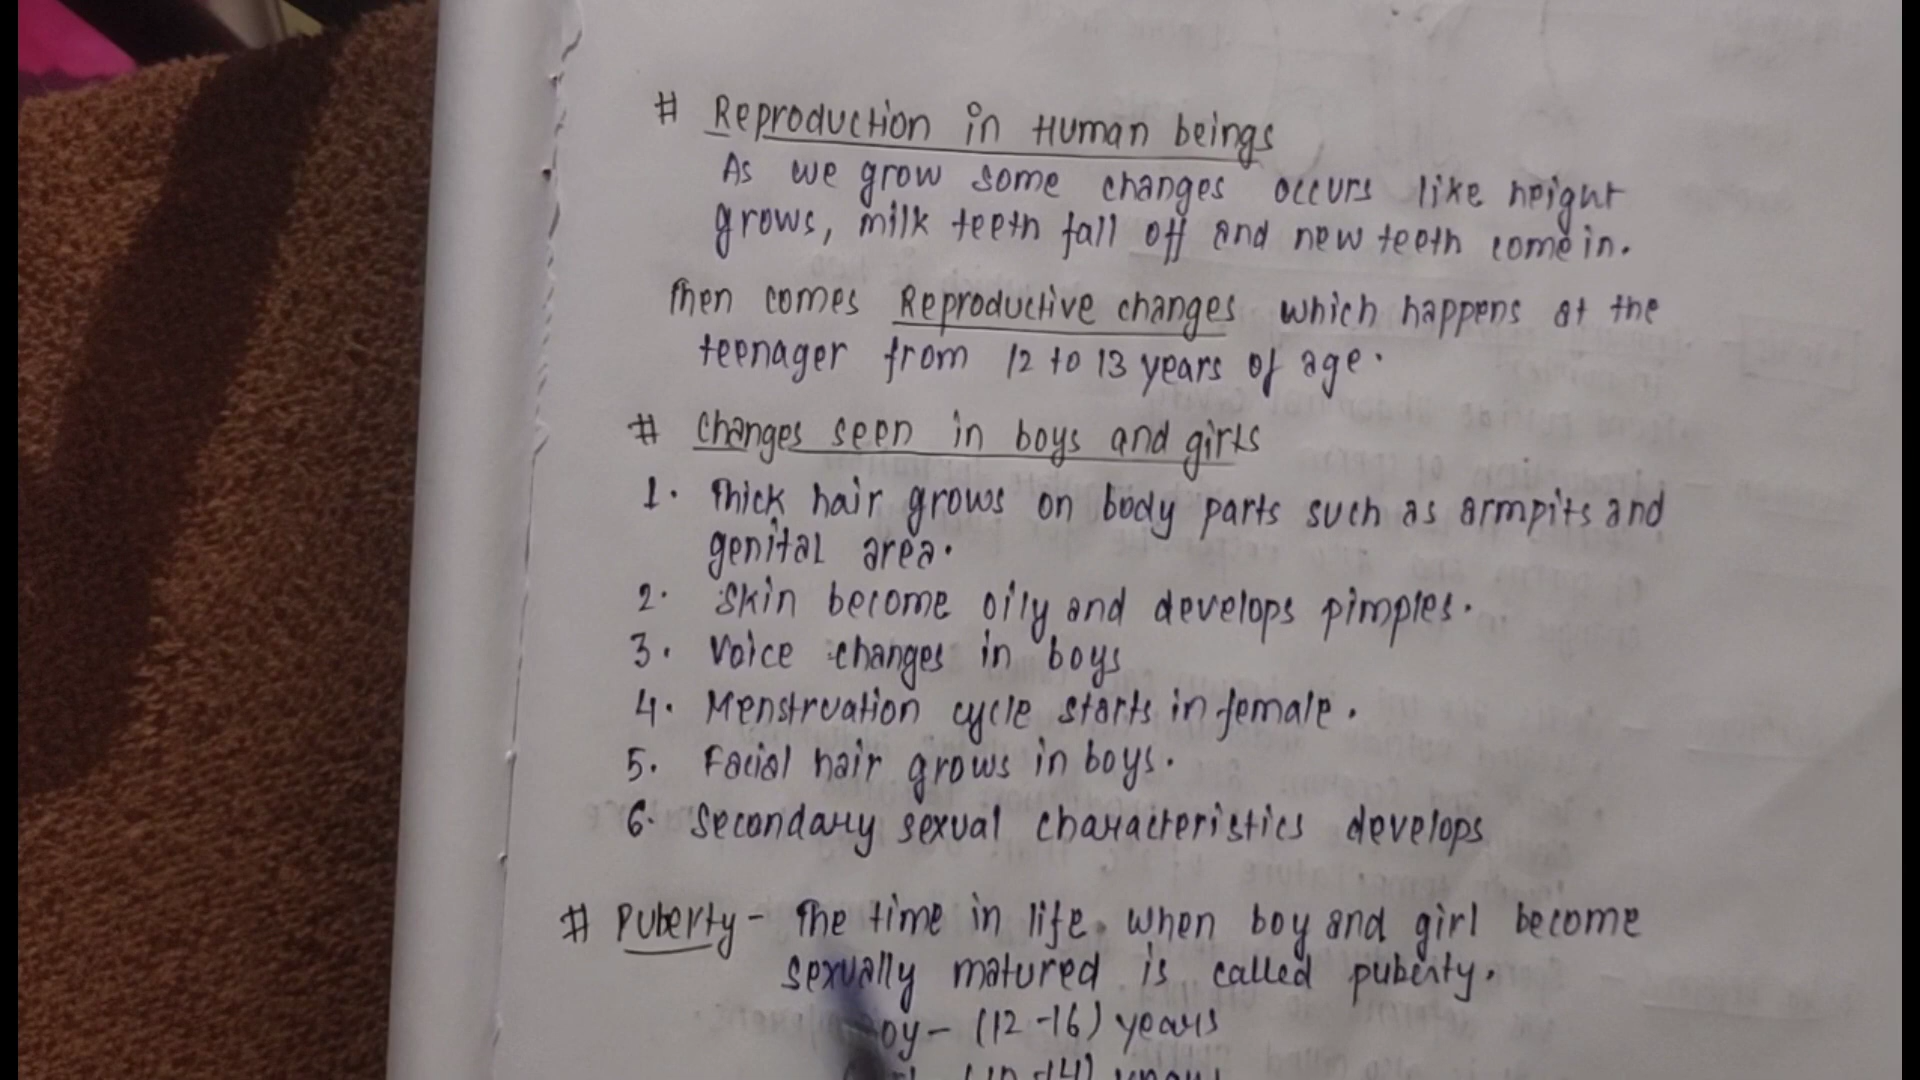 # Reproduction in Human beings
As we grow some changes occurs like height
grows, milk teeth fall off and new teeth come in.
Then comes Reproductive changes which happens at the
teenager from 12 to 13 years of age.
# Changes seen in boys and girls
1. Thick hair grows on body parts such as armpits and
genital area.
2. Skin become oily and develops pimples.
3. Voice changes in boys
4. Menstruation cycle starts in female.
5. Facial hair grows in boys.
6. Secondary sexual characteristics develops
# Puberty - The time in life when boy and girl become
sexually matured is called puberty.
oy - (12-16) years